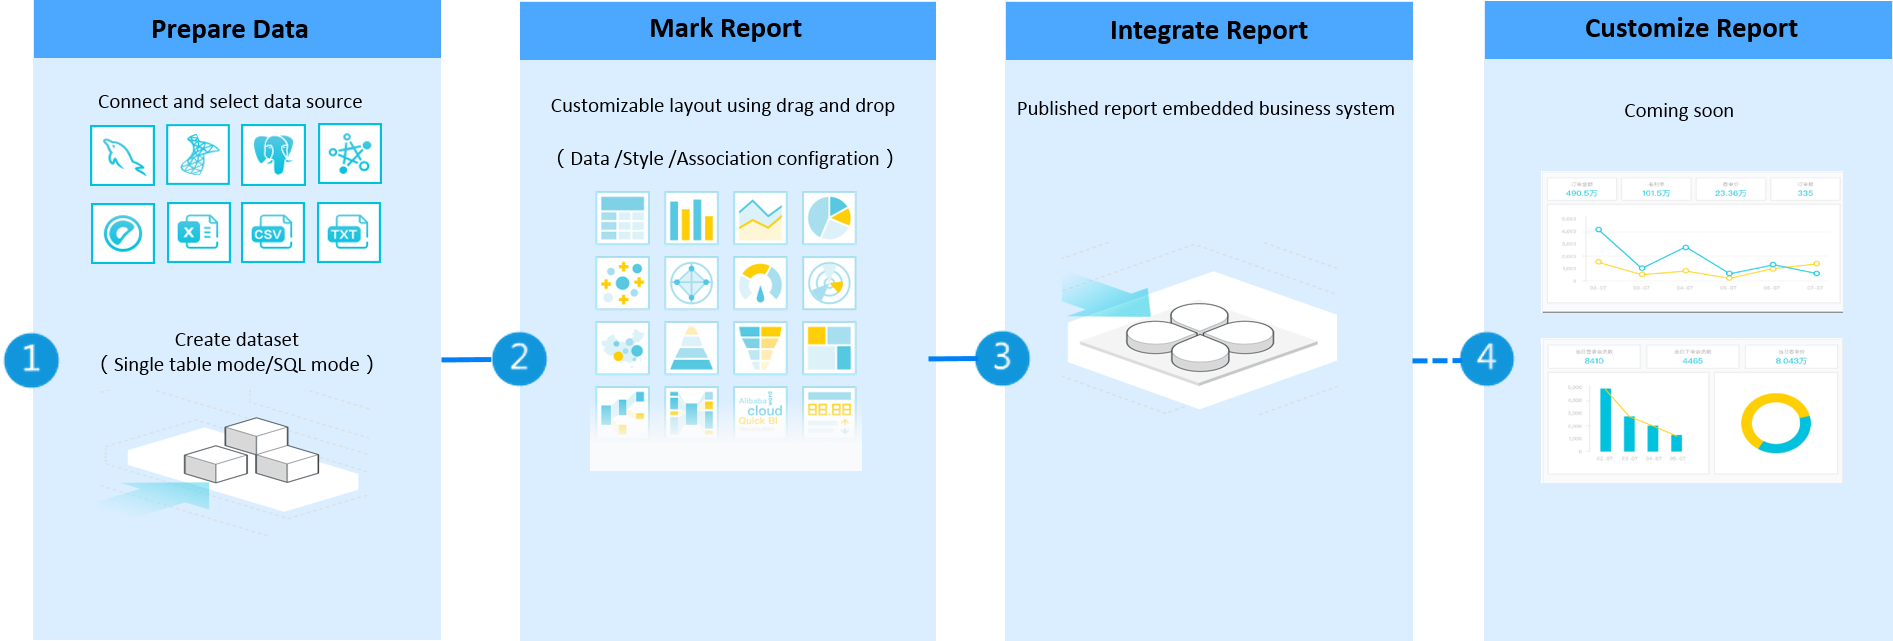 Prepare Data
Connect and select data source
X
CSV
TXT
1
Create dataset
( Single table mode/SQL mode )
Mark Report
Customizable layout using drag and drop
( Data /Style /Association configration )
Alibaba
word
cloud
Quick BI
88.88
2
Integrate Report
Published report embedded business system
3
Customize Report
Coming soon
490.5万
101.5万
23.36万
335
4
8410
4465
8.043万